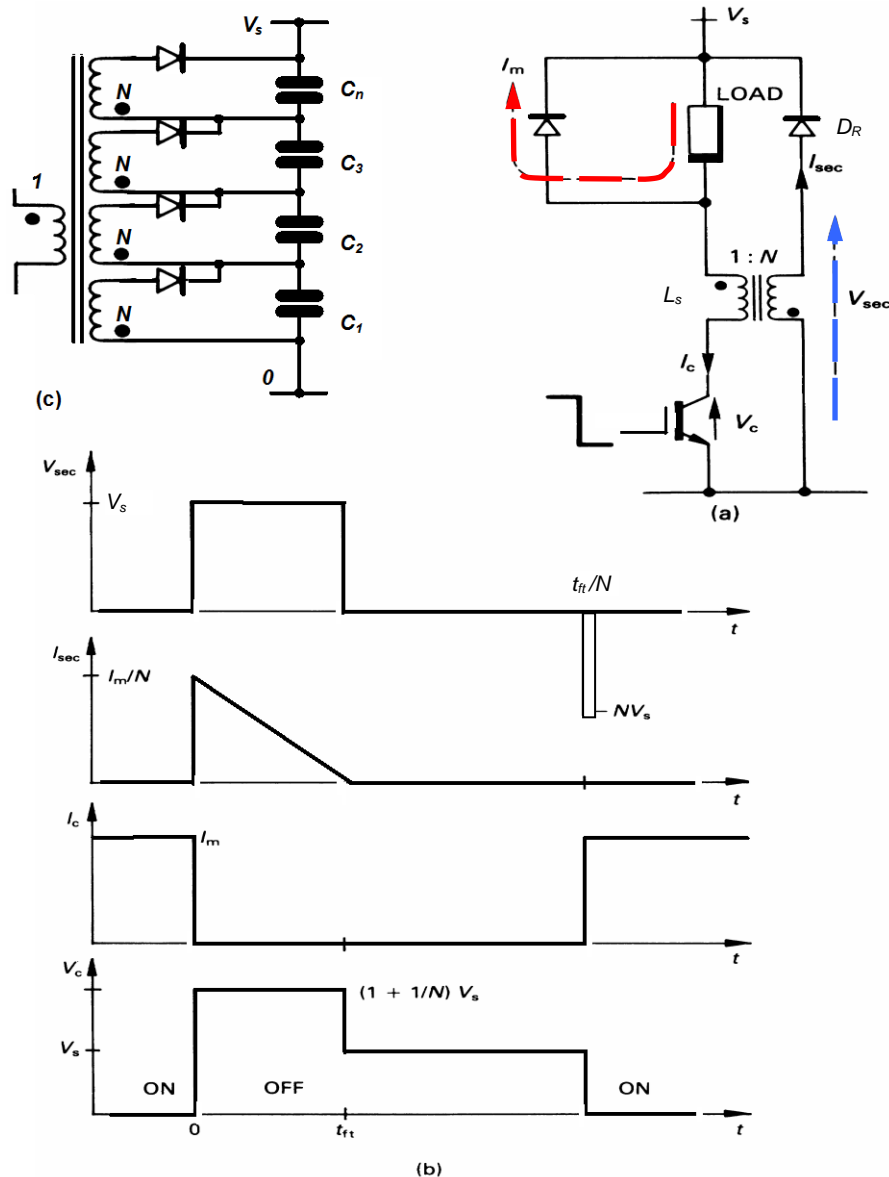 Vs
N
Cn
N
C3
1
N
C2
N
C1
0
(c)
Vs
Im
LOAD
DR
Isec
1 : N
Ls
Vsec
Ic
Vc
(a)
Vsec
Vs
tft/N
t
Isec
Im/N
NVs
t
Ic
Im
t
Vc
(1 + 1/N) Vs
Vs
ON
OFF
ON
0
tft
t
(b)